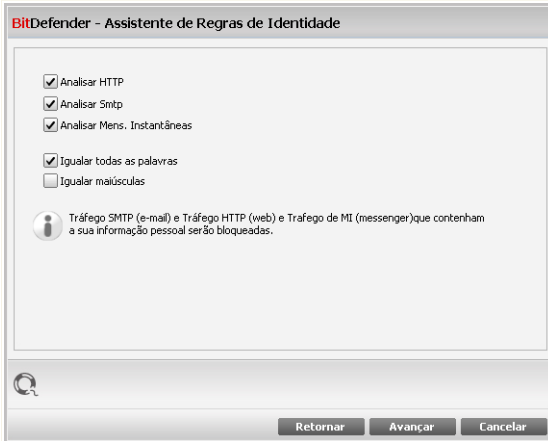 BitDefender - Assistente de Regras de Identidade
Analisar HTTP
Analisar Smtp
Analisar Mens. Instantâneas
Igualar todas as palavras
Igualar maiúsculas
Tráfego SMTP (e-mail) e Tráfego HTTP (web) e Trafego de MI (messenger)que contenham
a sua informação pessoal serão bloqueadas.
Retornar Avançar Cancelar